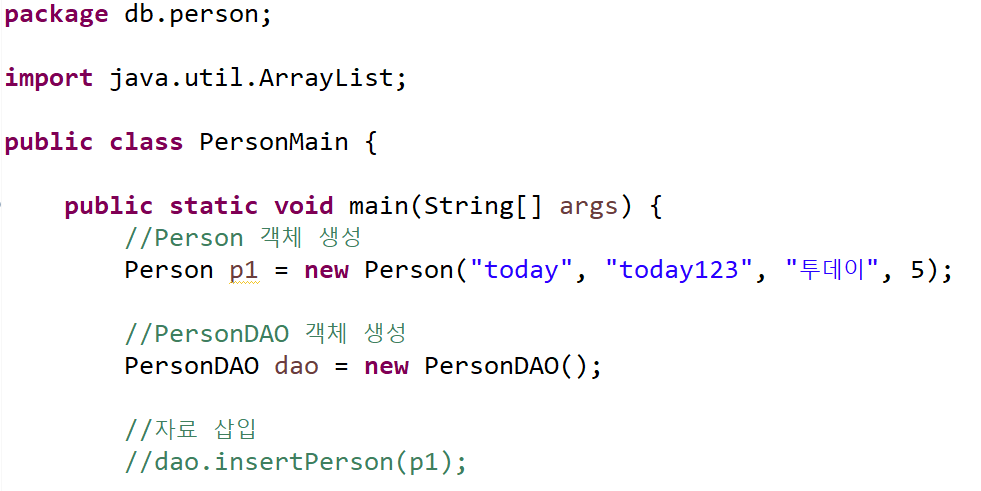 package db.person;
import java.util.ArrayList;
public class PersonMain {
public static void main(String[] args) {
//Person 객체 생성
Person p1 = new Person("today", "today123", "투데이", 5);
//PersonDAO 객체 생성
PersonDAO dao = new PersonDAO();
//자료 삽입
//dao.insertPerson(p1);